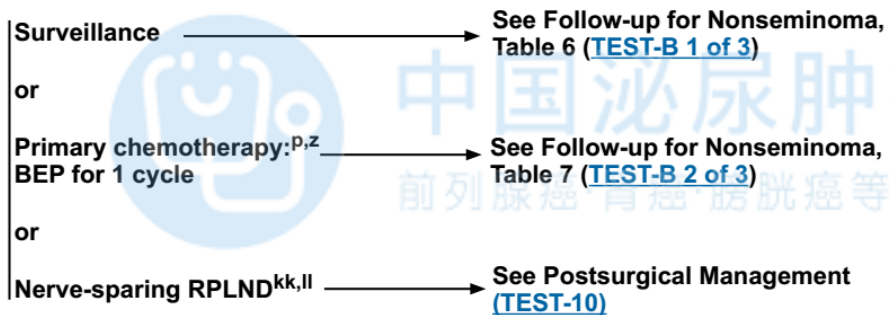 Surveillance
See Follow-up for Nonseminoma,
Table 6 (TEST-B 1 of 3)
or
Primary chemotherapy:p,z
BEP for 1 cycle
See Follow-up for Nonseminoma,
Table 7 (TEST-B 2 of 3)
or
Nerve-sparing RPLNDkk,ll
See Postsurgical Management
(TEST-10)
中国泌尿肿
前列腺癌·肾癌·膀胱癌等